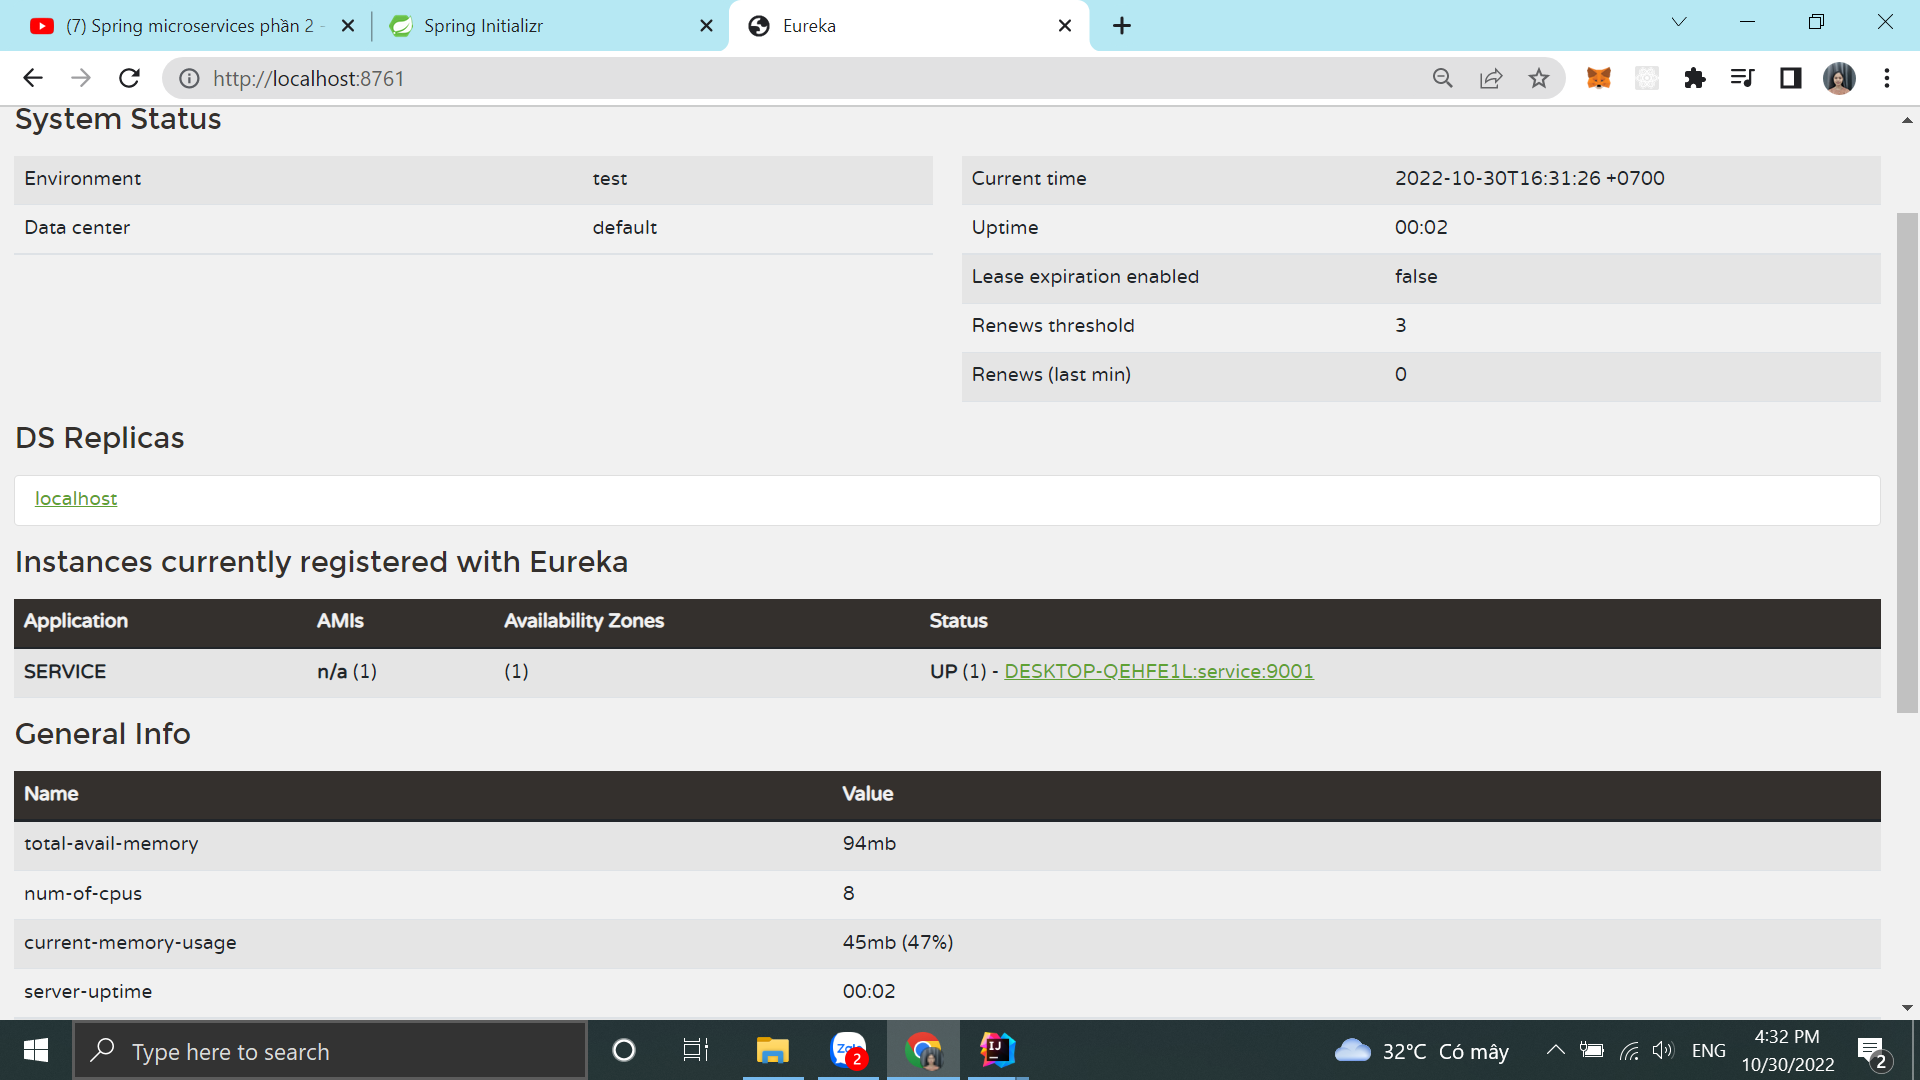 (7) Spring microservices phần 2 -
Spring Initializr
Eureka
http://localhost:8761
System Status
Environment test
Data center default
Current time 2022-10-30T16:31:26 +0700
Uptime 00:02
Lease expiration enabled false
Renews threshold 3
Renews (last min) 0
DS Replicas
localhost
Instances currently registered with Eureka
Application AMIs Availability Zones Status
SERVICE n/a (1) (1) UP (1) - DESKTOP-QEHFE1L:service:9001
General Info
Name Value
total-avail-memory 94mb
num-of-cpus 8
current-memory-usage 45mb (47%)
server-uptime 00:02
Type here to search
Zalo
2
IJ
32°C Có mây
ENG
4:32 PM
10/30/2022
2